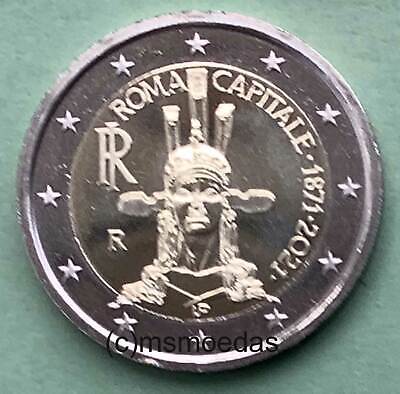 ROMA CAPITALE · 1871 · 2021
RI
R
(c)msmoedas